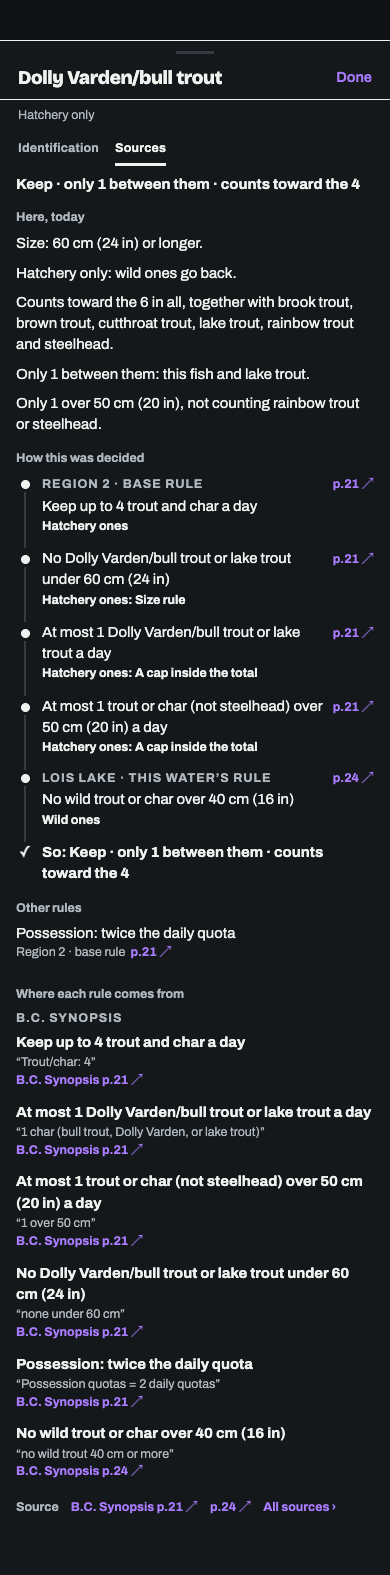 Dolly Varden/bull trout
Done
Hatchery only
Identification
Sources
Keep · only 1 between them · counts toward the 4
Here, today
Size: 60 cm (24 in) or longer.
Hatchery only: wild ones go back.
Counts toward the 6 in all, together with brook trout,
brown trout, cutthroat trout, lake trout, rainbow trout
and steelhead.
Only 1 between them: this fish and lake trout.
Only 1 over 50 cm (20 in), not counting rainbow trout
or steelhead.
How this was decided
REGION 2 · BASE RULE
p.21 ↗
Keep up to 4 trout and char a day
Hatchery ones
No Dolly Varden/bull trout or lake trout
p.21 ↗
under 60 cm (24 in)
Hatchery ones: Size rule
At most 1 Dolly Varden/bull trout or lake
p.21 ↗
trout a day
Hatchery ones: A cap inside the total
At most 1 trout or char (not steelhead) over
p.21 ↗
50 cm (20 in) a day
Hatchery ones: A cap inside the total
LOIS LAKE · THIS WATER'S RULE
p.24 ↗
No wild trout or char over 40 cm (16 in)
Wild ones
✓ So: Keep · only 1 between them · counts
toward the 4
Other rules
Possession: twice the daily quota
Region 2 · base rule p.21 ↗
Where each rule comes from
B.C. SYNOPSIS
Keep up to 4 trout and char a day
“Trout/char: 4”
B.C. Synopsis p.21 ↗
At most 1 Dolly Varden/bull trout or lake trout a day
“1 char (bull trout, Dolly Varden, or lake trout)”
B.C. Synopsis p.21 ↗
At most 1 trout or char (not steelhead) over 50 cm
(20 in) a day
“1 over 50 cm”
B.C. Synopsis p.21 ↗
No Dolly Varden/bull trout or lake trout under 60
cm (24 in)
“none under 60 cm”
B.C. Synopsis p.21 ↗
Possession: twice the daily quota
“Possession quotas = 2 daily quotas”
B.C. Synopsis p.21 ↗
No wild trout or char over 40 cm (16 in)
“no wild trout 40 cm or more”
B.C. Synopsis p.24 ↗
Source B.C. Synopsis p.21 ↗ p.24 ↗ All sources ›